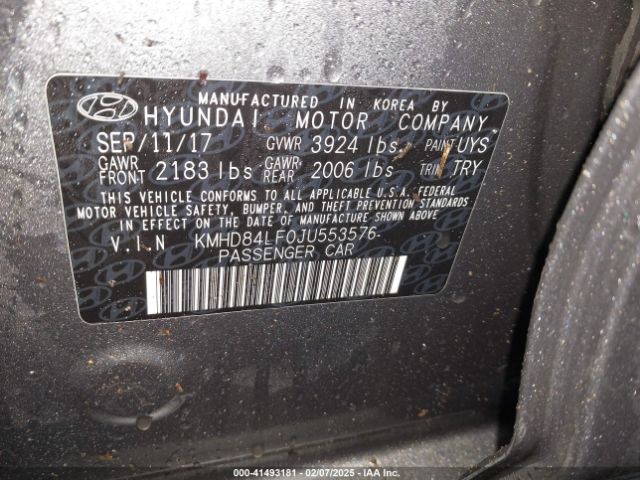 MANUFACTURED IN KOREA BY
HYUNDAI MOTOR COMPANY
SEP/11/17 GVWR 3924 lbs PAINT UYS
GAWR FRONT 2183 lbs GAWR REAR 2006 lbs TRIM TRY
THIS VEHICLE CONFORMS TO ALL APPLICABLE U.S.A. FEDERAL
MOTOR VEHICLE SAFETY, BUMPER, AND THEFT PREVENTION STANDARDS
IN EFFECT ON THE DATE OF MANUFACTURE SHOWN ABOVE
V.I.N KMHD84LF0JU553576
PASSENGER CAR
000-41493181 - 02/07/2025 - IAAI.COM